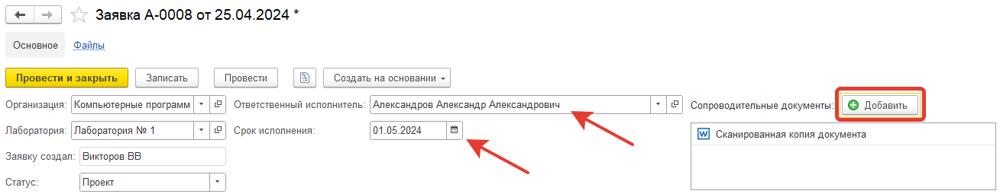 Заявка А-0008 от 25.04.2024 *
Основное Файлы
Провести и закрыть Записать Провести Создать на основании
Организация: Компьютерные программ Ответственный исполнитель: Александров Александр Александрович Сопроводительные документы: Добавить
Лаборатория: Лаборатория № 1 Срок исполнения: 01.05.2024 Сканированная копия документа
Заявку создал: Викторов ВВ
Статус: Проект